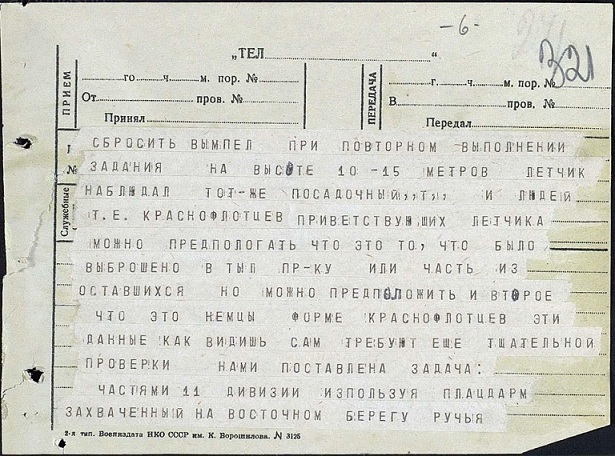 -6-
321
„ТЕЛ“
ПРИЕМ
го ч. м. пор. №
От пров. №
Принял
ПЕРЕДАЧА
г. ч. м. пор. №
В пров. №
Передал
Служебные
№
СБРОСИТЬ ВЫМПЕЛ ПРИ ПОВТОРНОМ ВЫПОЛНЕНИИ
ЗАДАНИЯ НА ВЫСОТЕ 10 -15 МЕТРОВ ЛЕТЧИК
НАБЛЮДАЛ ТОТ-ЖЕ ПОСАДОЧНЫЙ,,Т,, И ЛЮДЕЙ
Т.Е. КРАСНОФЛОТЦЕВ ПРИВЕТСТВУЮЩИХ ЛЕТЧИКА
МОЖНО ПРЕДПОЛОГАТЬ ЧТО ЭТО ТО, ЧТО БЫЛО
ВЫБРОШЕНО В ТЫЛ ПР-КУ ИЛИ ЧАСТЬ ИЗ
ОСТАВШИХСЯ НО МОЖНО ПРЕДПОЛОЖИТЬ И ВТОРОЕ
ЧТО ЭТО НЕМЦЫ ФОРМЕ КРАСНОФЛОТЦЕВ ЭТИ
ДАННЫЕ КАК ВИДИШЬ САМ ТРЕБУЮТ ЕЩЕ ТЩАТЕЛЬНОЙ
ПРОВЕРКИ НАМИ ПОСТАВЛЕНА ЗАДАЧА:
ЧАСТЯМИ 11 ДИВИЗИИ ИЗПОЛЬЗУЯ ПЛАЦДАРМ
ЗАХВАЧЕННЫЙ НА ВОСТОЧНОМ БЕРЕГУ РУЧЬЯ
2-я тип. Воениздата НКО СССР им. К. Ворошилова. № 3125